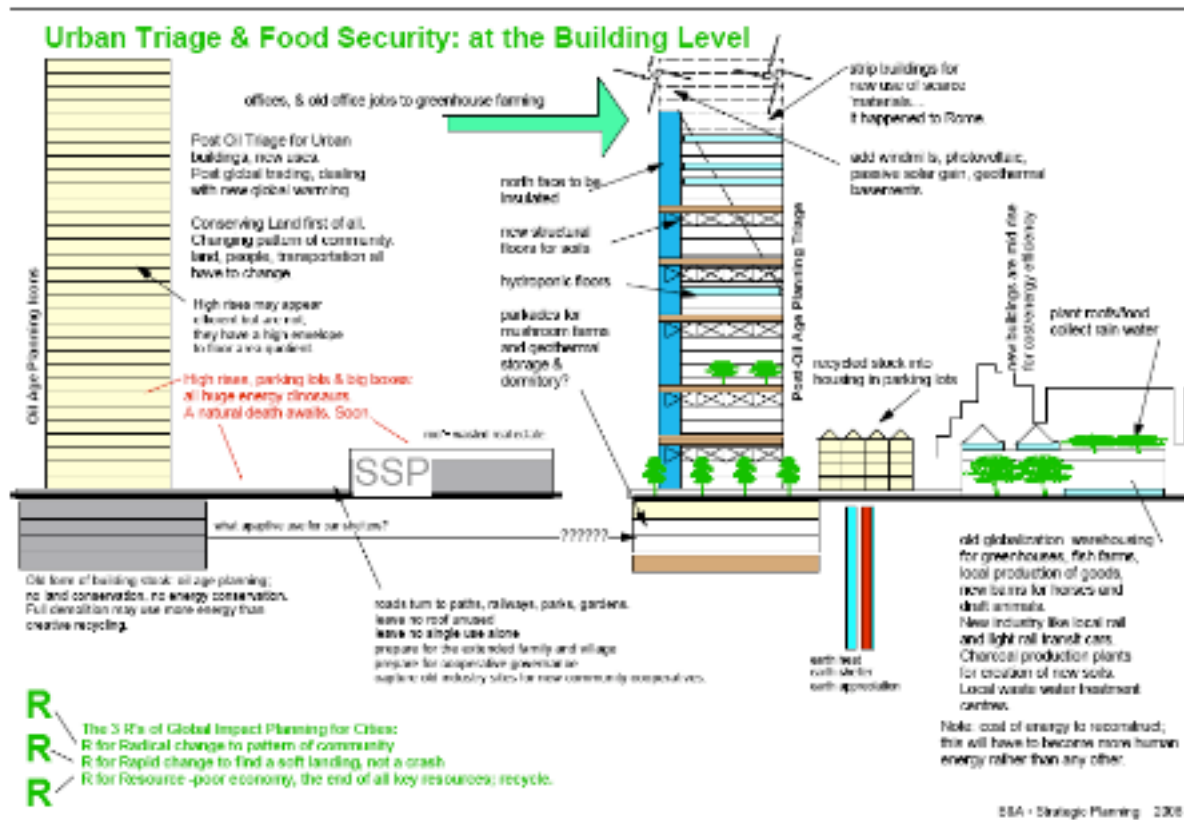 Urban Triage & Food Security: at the Building Level
offices, & old office jobs to greenhouse farming
Post Oil Triage for Urban
buildings, new uses.
Post global trading, dealing
with new global warming
Conserving Land first of all.
Changing pattern of community,
land, people, transportation all
have to change
High rises may appear
efficient but are not,
they have a high envelope
to floor area quotient.
High rises, parking lots & big boxes:
all huge energy dinosaurs.
A natural death awaits. Soon.
Oil Age Planning Icons
roof= wasted materials
SSP
what adaptive use for car shelters?
??????
Old form of building stock: oil age planning;
no land conservation, no energy conservation.
Full demolition may use more energy than
creative recycling.
roads turn to paths, railways, parks, gardens.
leave no roof unused
leave no single use alone
prepare for the extended family and village
prepare for cooperative governance
capture old industry sites for new community cooperatives.
north face to be
insulated
new structural
floors for soils
hydroponic floors
parkades for
mushroom farms
and geothermal
storage &
dormitory?
strip buildings for
new use of scarce
materials...
it happened to Rome.
add windmills, photovoltaic,
passive solar gain, geothermal
basements.
Post-Oil Age Planning Triage
recycled stock into
housing in parking lots
new buildings are mid rise
for cost/energy efficiency
plant roofs/food
collect rain water
earth heat
earth shelter
earth appreciation
old globalization warehousing
for greenhouses, fish farms,
local production of goods,
new barns for horses and
draft animals.
New industry like local rail
and light rail transit cars.
Charcoal production plants
for creation of new soils.
Local waste water treatment
centres.
Note: cost of energy to reconstruct;
this will have to become more human
energy rather than any other.
R
R
R
The 3 R's of Global Impact Planning for Cities:
R for Radical change to pattern of community
R for Rapid change to find a soft landing, not a crash
R for Resource -poor economy, the end of all key resources; recycle.
Strategic Planning